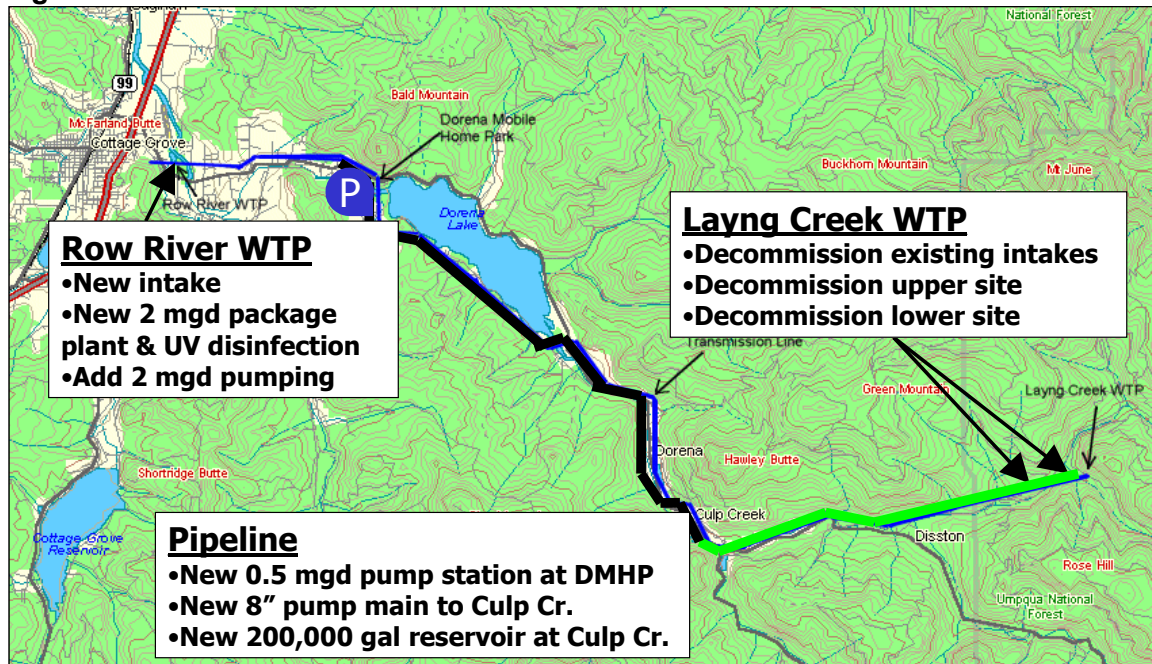 National Forest
99
Bald Mountain
McFarland Butte
Dorena Mobile
Home Park
Cottage Grove
Buckhorn Mountain
Mt June
Row River WTP
P
Dorena
Lake
Row River WTP
•New intake
•New 2 mgd package
plant & UV disinfection
•Add 2 mgd pumping
Layng Creek WTP
•Decommission existing intakes
•Decommission upper site
•Decommission lower site
Transmission Line
Green Mountain
Layng Creek WTP
Dorena
Hawley Butte
Shortridge Butte
Culp Creek
Disston
Cottage Grove
Reservoir
Rose Hill
Umpqua National
Forest
Pipeline
•New 0.5 mgd pump station at DMHP
•New 8” pump main to Culp Cr.
•New 200,000 gal reservoir at Culp Cr.